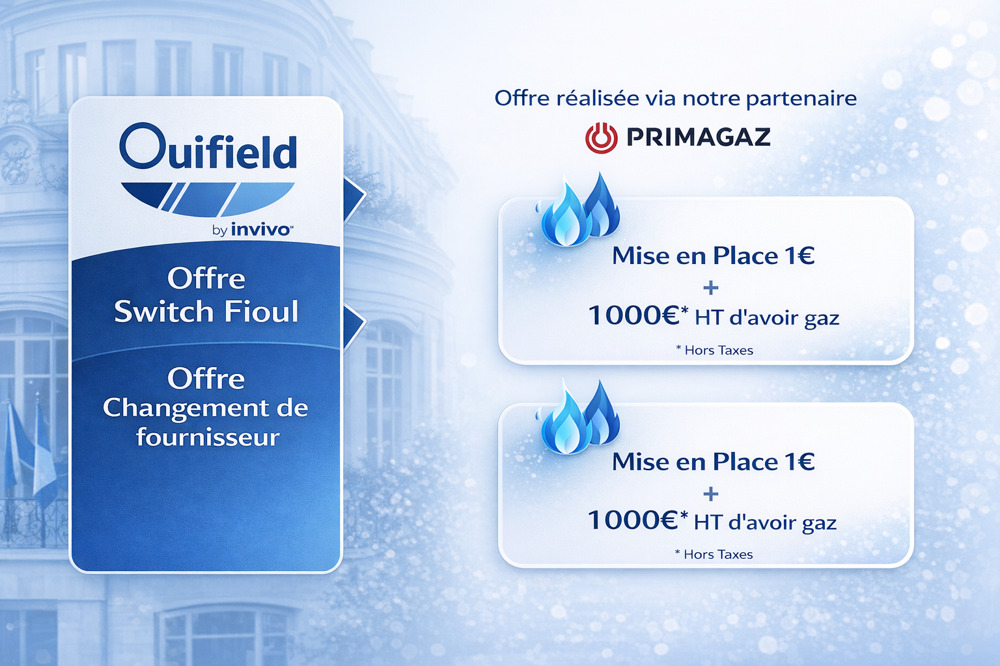 Ouifield
by invivo
Offre
Switch Fioul
Offre
Changement de
fournisseur
Offre réalisée via notre partenaire
PRIMAGAZ
Mise en Place 1€
+
1000€* HT d'avoir gaz
* Hors Taxes
Mise en Place 1€
+
1000€* HT d'avoir gaz
* Hors Taxes